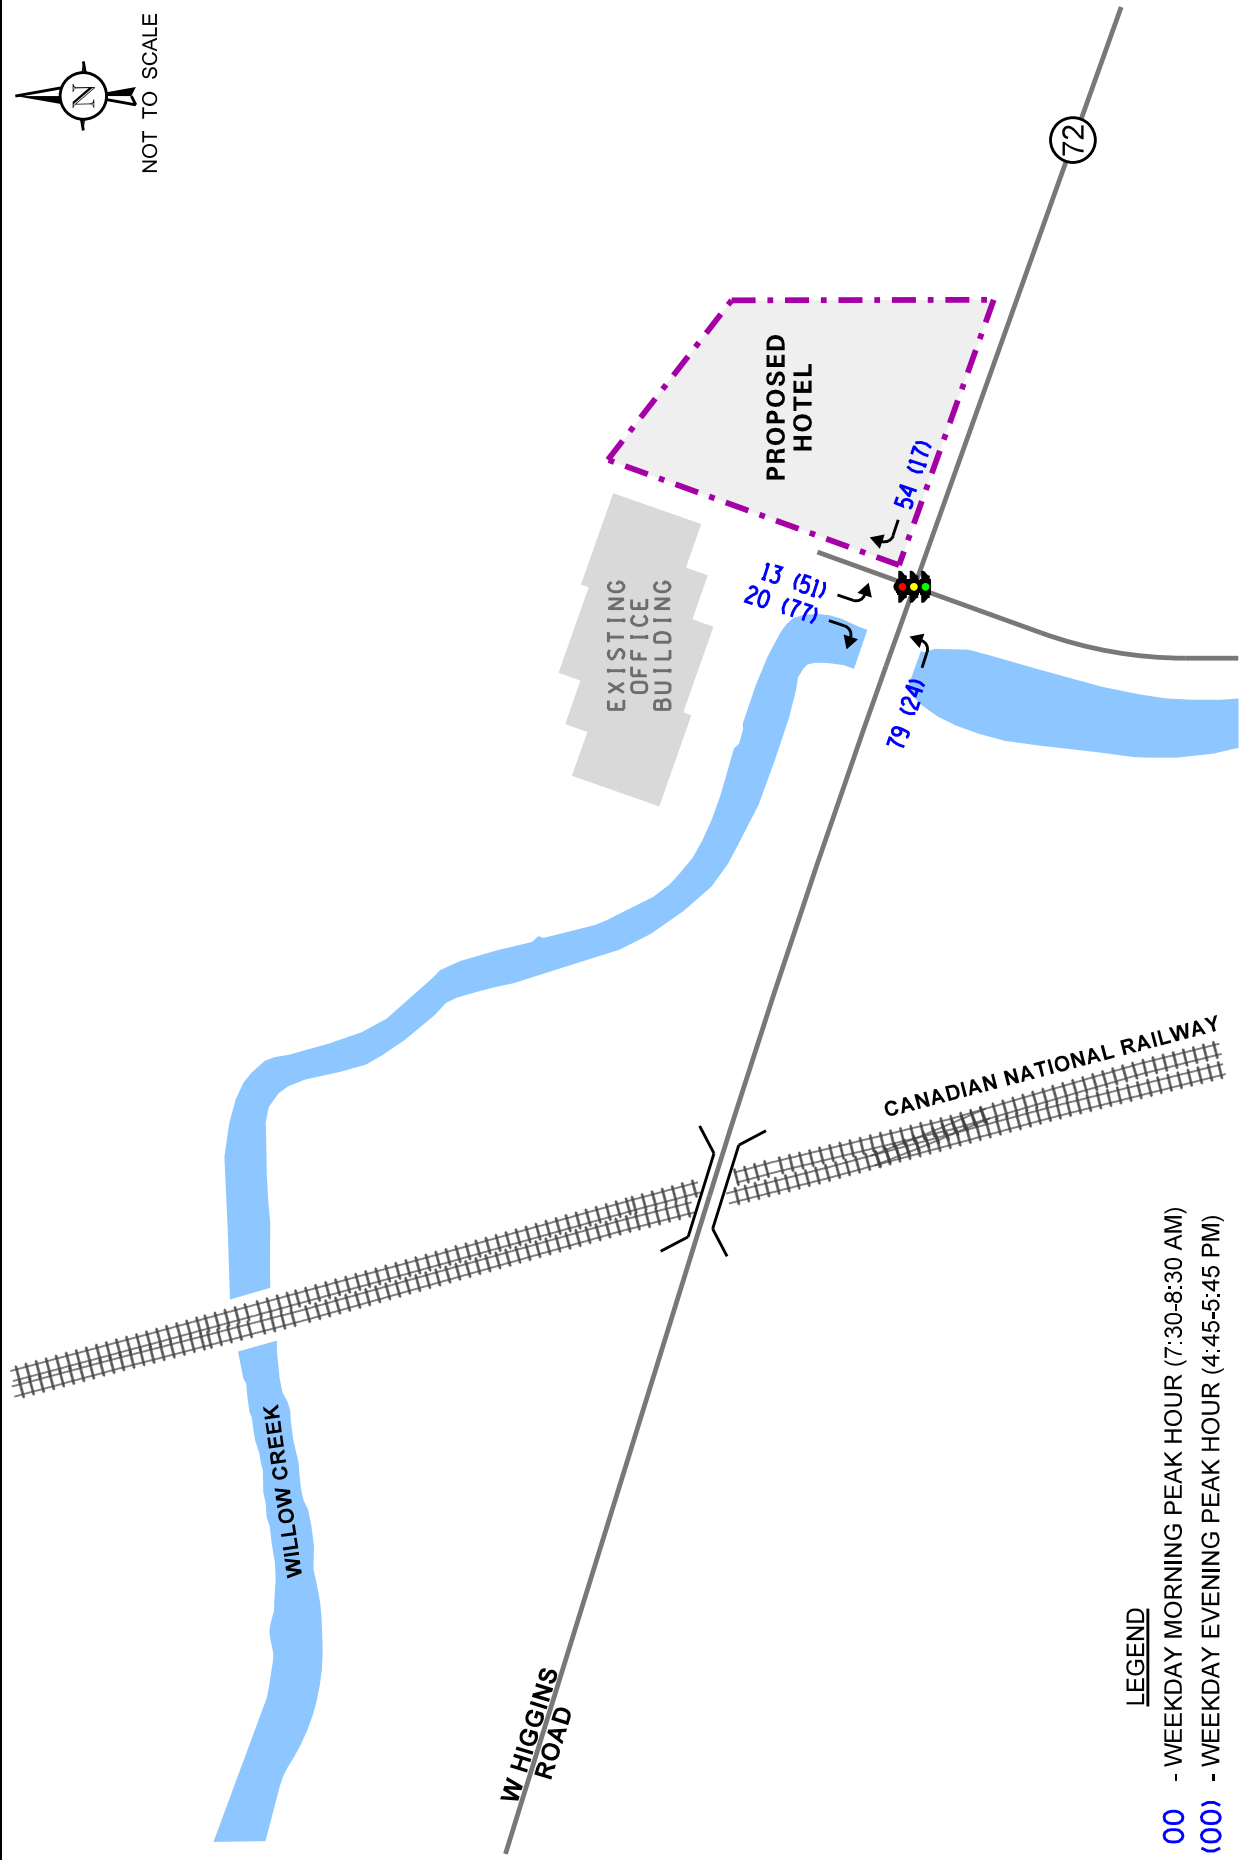 N
NOT TO SCALE
72
PROPOSED
HOTEL
54 (17)
13 (51)
20 (77)
79 (24)
EXISTING
OFFICE
BUILDING
CANADIAN NATIONAL RAILWAY
WILLOW CREEK
W HIGGINS
ROAD
LEGEND
00 - WEEKDAY MORNING PEAK HOUR (7:30-8:30 AM)
(00) - WEEKDAY EVENING PEAK HOUR (4:45-5:45 PM)